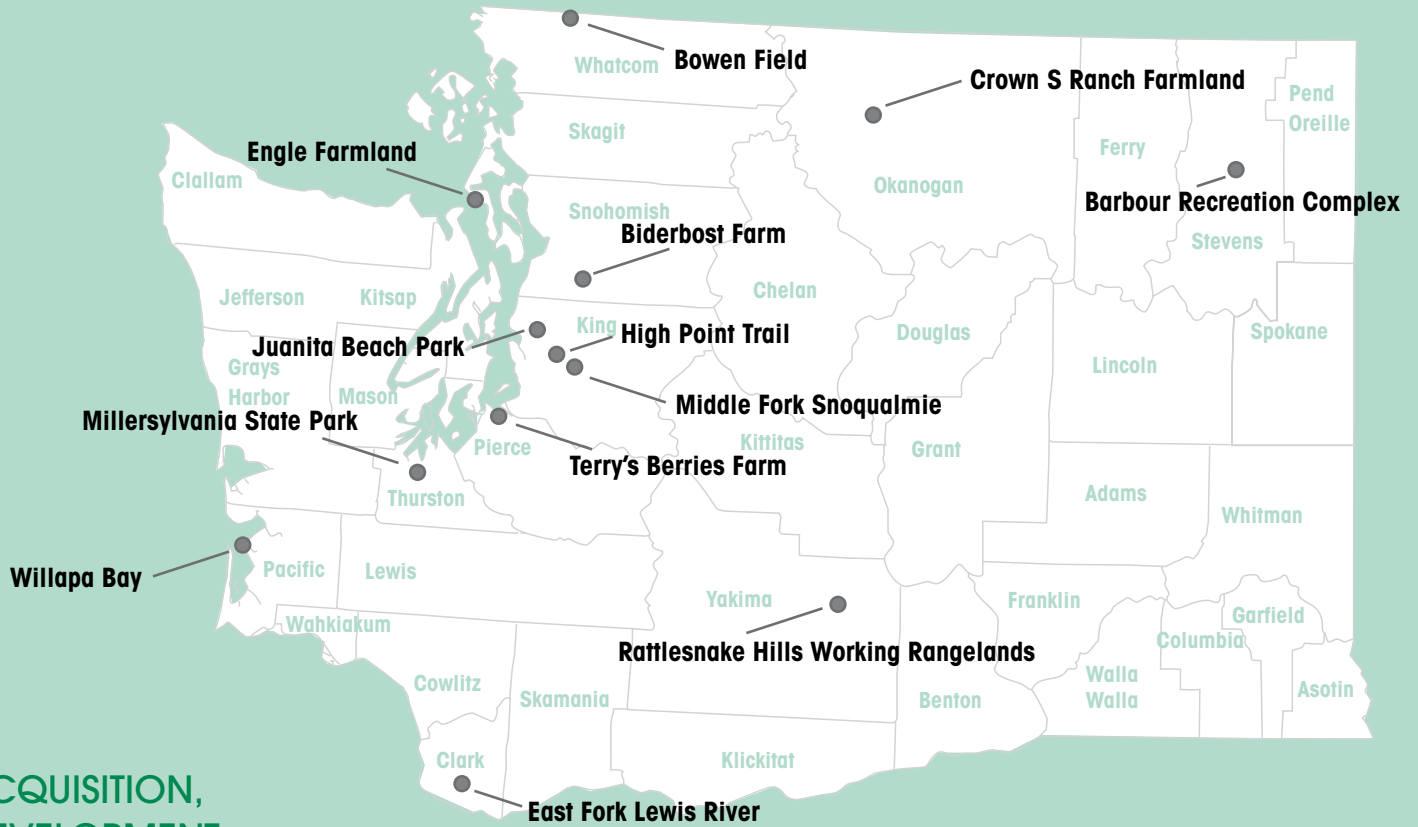 Bowen Field
Whatcom
Crown S Ranch Farmland
Pend
Oreille
Skagit
Ferry
Engle Farmland
Clallam
Okanogan
Barbour Recreation Complex
Snohomish
Biderbost Farm
Stevens
Chelan
Jefferson
Kitsap
King
High Point Trail
Douglas
Spokane
Juanita Beach Park
Grays
Harbor
Lincoln
Mason
Middle Fork Snoqualmie
Millersylvania State Park
Kittitas
Pierce
Grant
Terry's Berries Farm
Thurston
Adams
Whitman
Willapa Bay
Pacific
Lewis
Yakima
Franklin
Garfield
Wahkiakum
Columbia
Rattlesnake Hills Working Rangelands
Walla
Walla
Cowlitz
Skamania
Benton
Asotin
Clark
Klickitat
CQUISITION,
East Fork Lewis River